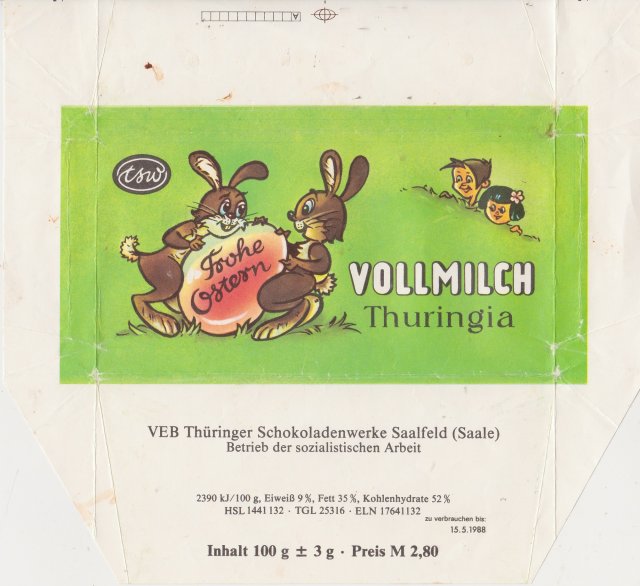 A
tsw
Frohe
Ostern
VOLLMILCH
Thuringia
VEB Thüringer Schokoladenwerke Saalfeld (Saale)
Betrieb der sozialistischen Arbeit
2390 kJ/100 g, Eiweiß 9 %, Fett 35 %, Kohlenhydrate 52 %
HSL 1441 132 · TGL 25316 · ELN 17641132
zu verbrauchen bis:
15.5.1988
Inhalt 100 g ± 3 g · Preis M 2,80